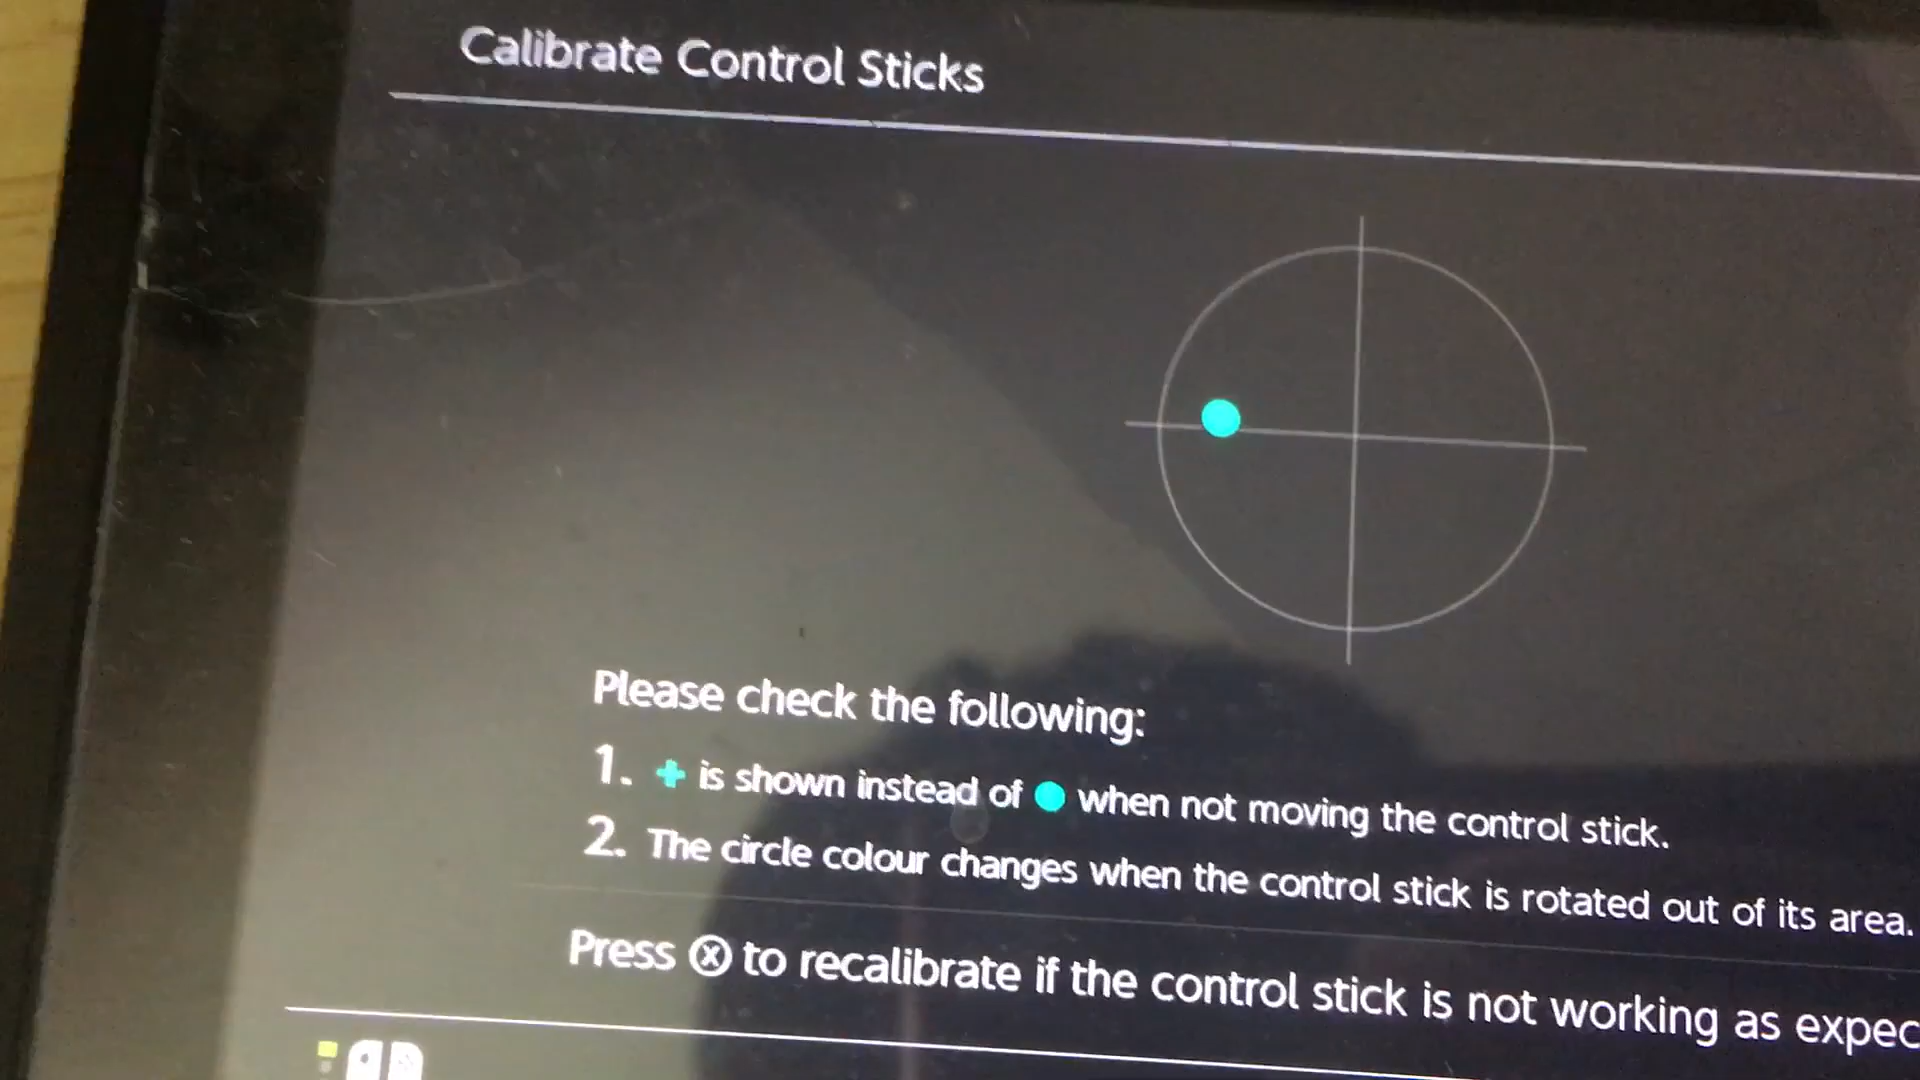 Calibrate Control Sticks
Please check the following:
1. + is shown instead of ● when not moving the control stick.
2. The circle colour changes when the control stick is rotated out of its area.
Press Ⓧ to recalibrate if the control stick is not working as expec